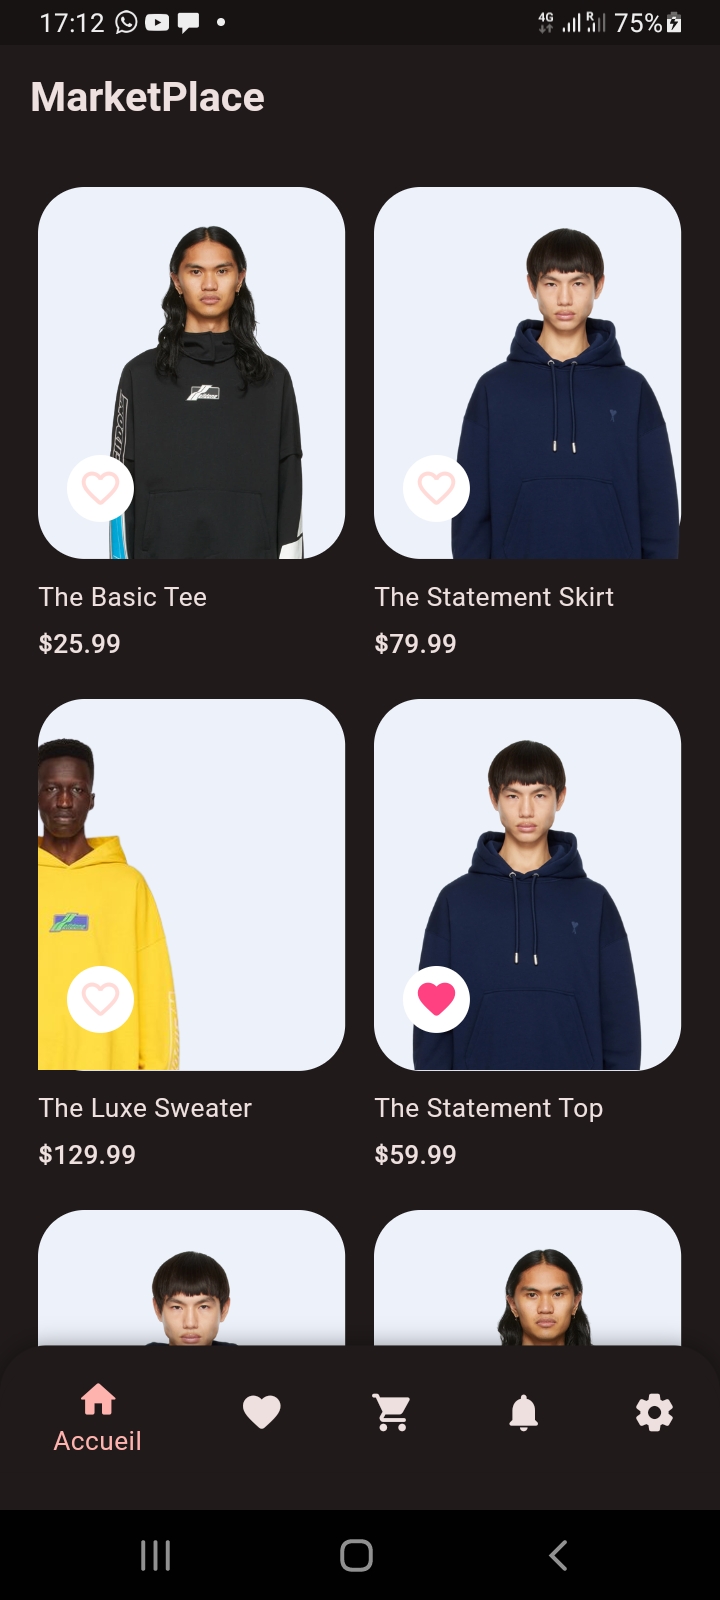 17:12
4G
R
75%
MarketPlace
The Basic Tee
The Statement Skirt
$25.99
$79.99
The Luxe Sweater
The Statement Top
$129.99
$59.99
Accueil